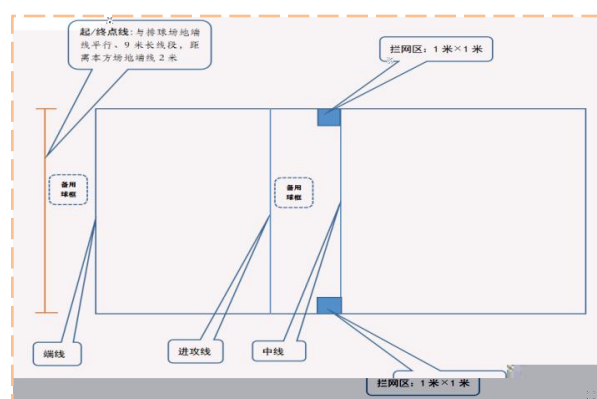 起/终点线:与排球场地端
线平行、9 米长线段，距
离本方场地端线 2 米
拦网区：1 米×1 米
备用
球框
备用
球框
端线
进攻线
中线
拦网区：1 米×1 米